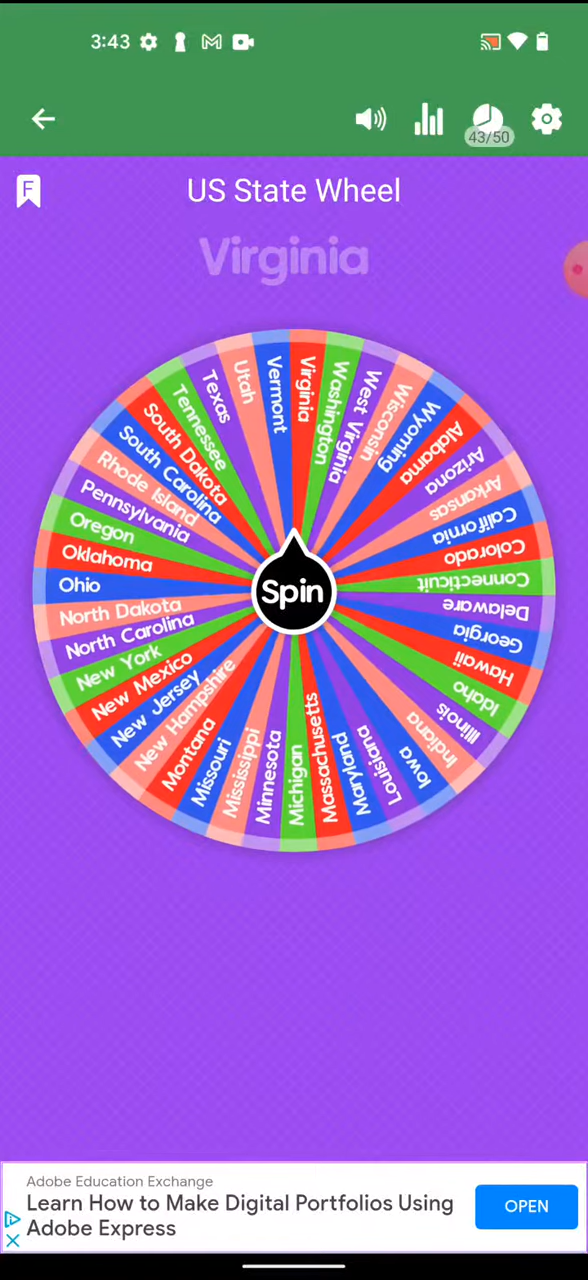 3:43
43/50
F
US State Wheel
Virginia
Virginia
Washington
West Virginia
Wisconsin
Wyoming
Alabama
Arizona
Arkansas
California
Colorado
Connecticut
Delaware
Georgia
Hawaii
Idaho
Illinois
Indiana
Iowa
Louisiana
Maryland
Massachusetts
Michigan
Minnesota
Mississippi
Missouri
Montana
New Hampshire
New Jersey
New Mexico
New York
North Carolina
North Dakota
Ohio
Oklahoma
Oregon
Pennsylvania
Rhode Island
South Carolina
South Dakota
Tennessee
Texas
Utah
Vermont
Spin
Adobe Education Exchange
Learn How to Make Digital Portfolios Using
Adobe Express
OPEN